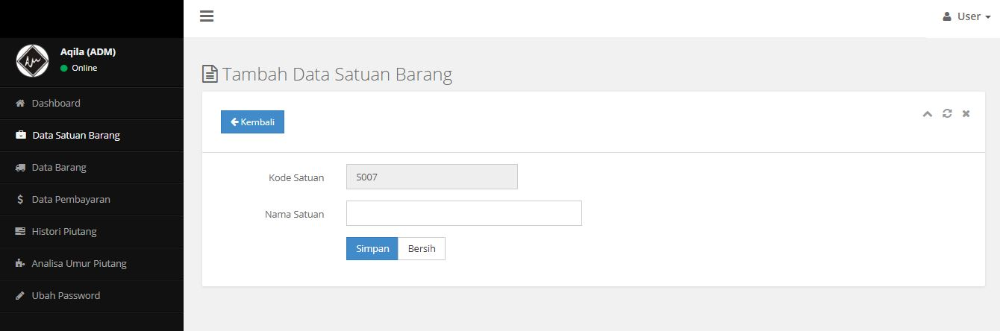 User
Aqila (ADM)
Online
Dashboard
Data Satuan Barang
Data Barang
Data Pembayaran
Histori Piutang
Analisa Umur Piutang
Ubah Password
Tambah Data Satuan Barang
Kembali
Kode Satuan S007
Nama Satuan
Simpan Bersih